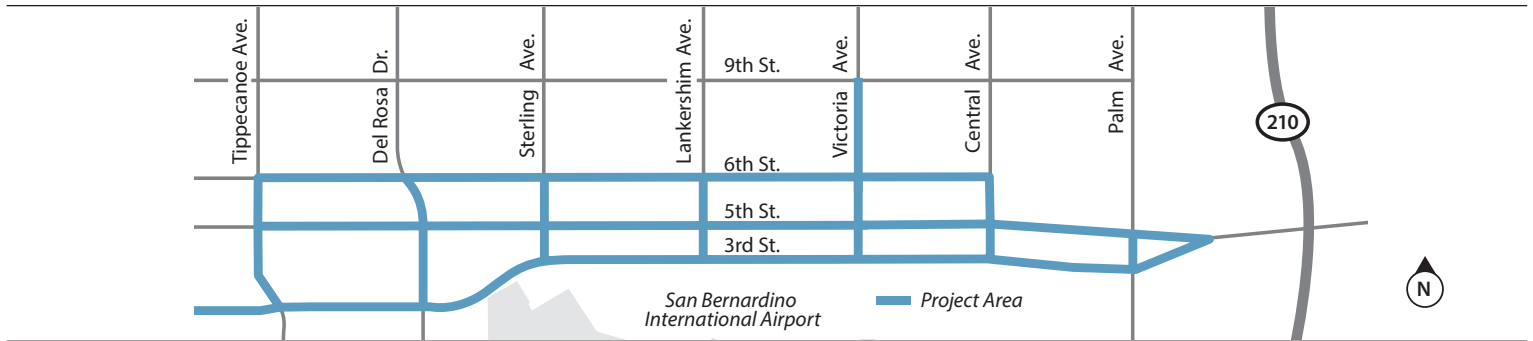 Tippecanoe Ave.
Del Rosa Dr.
Sterling Ave.
Lankershim Ave.
Victoria Ave.
Central Ave.
Palm Ave.
9th St.
210
6th St.
5th St.
3rd St.
San Bernardino
International Airport
Project Area
N